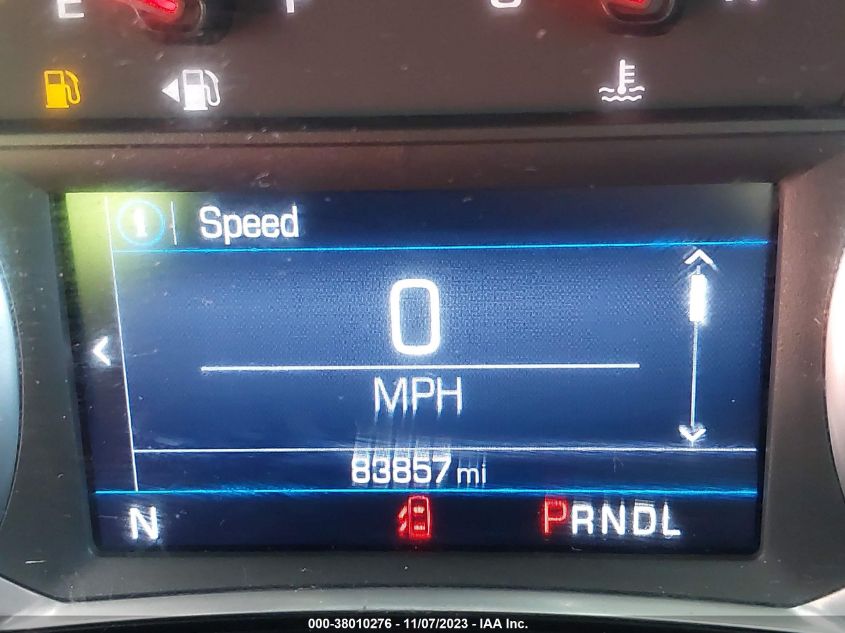 E F C H
Speed
0
MPH
83857 mi
N PRNDL
000-38010276 - 11/07/2023 - IAA Inc.